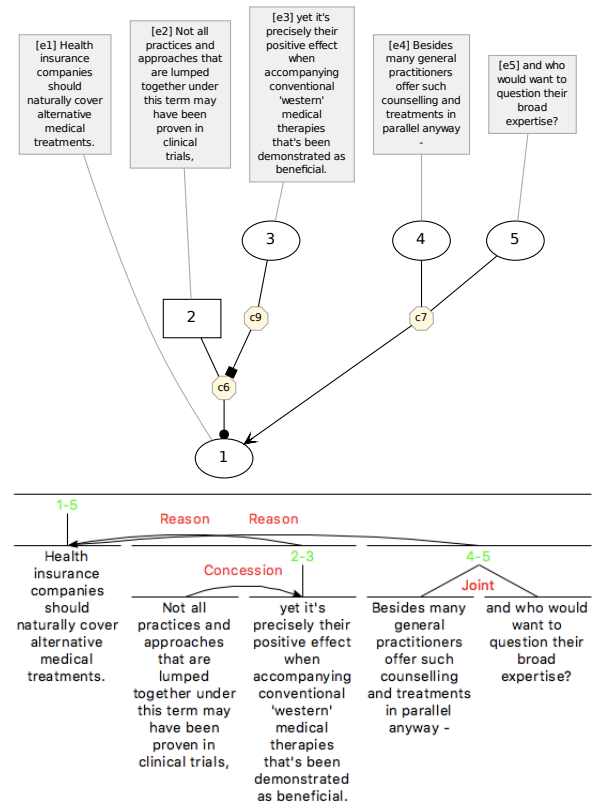 [e1] Health
insurance
companies
should
naturally cover
alternative
medical
treatments.
[e2] Not all
practices and
approaches that
are lumped
together under
this term may
have been
proven in
clinical
trials,
[e3] yet it's
precisely their
positive effect
when
accompanying
conventional
'western'
medical
therapies
that's been
demonstrated as
beneficial.
[e4] Besides
many general
practitioners
offer such
counselling and
treatments in
parallel anyway
-
[e5] and who
would want to
question their
broad
expertise?
3
4
5
2
c9
c7
c6
1
1-5
Reason
Reason
Health
insurance
companies
should
naturally cover
alternative
medical
treatments.
2-3
4-5
Concession
Joint
Not all
practices and
approaches
that are
lumped
together under
this term may
have been
proven in
clinical trials,
yet it's
precisely their
positive effect
when
accompanying
conventional
'western'
medical
therapies
that's been
demonstrated
as beneficial.
Besides many
general
practitioners
offer such
counselling
and treatments
in parallel
anyway -
and who would
want to
question their
broad
expertise?